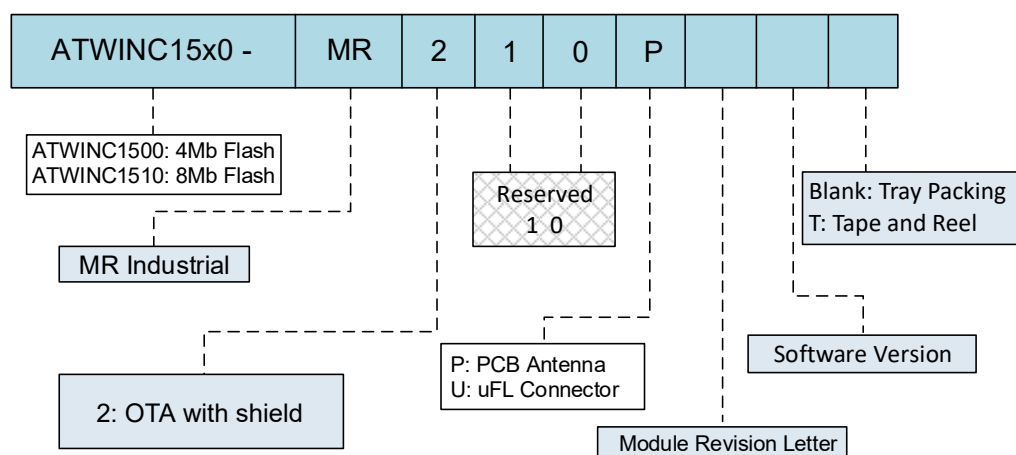 ATWINC15x0 - MR 2 1 0 P
ATWINC1500: 4Mb Flash
ATWINC1510: 8Mb Flash
Reserved
1 0
Blank: Tray Packing
T: Tape and Reel
MR Industrial
P: PCB Antenna
U: uFL Connector
Software Version
2: OTA with shield
Module Revision Letter